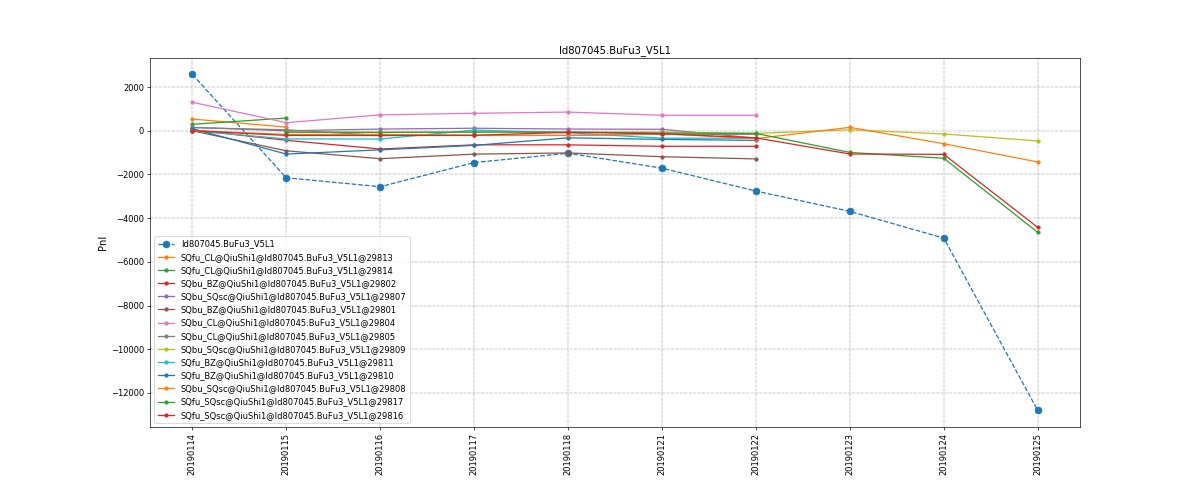 Id807045.BuFu3_V5L1
Pnl
2000
0
−2000
−4000
−6000
−8000
−10000
−12000
Id807045.BuFu3_V5L1
SQfu_CL@QiuShi1@Id807045.BuFu3_V5L1@29813
SQfu_CL@QiuShi1@Id807045.BuFu3_V5L1@29814
SQbu_BZ@QiuShi1@Id807045.BuFu3_V5L1@29802
SQbu_SQsc@QiuShi1@Id807045.BuFu3_V5L1@29807
SQbu_BZ@QiuShi1@Id807045.BuFu3_V5L1@29801
SQbu_CL@QiuShi1@Id807045.BuFu3_V5L1@29804
SQbu_CL@QiuShi1@Id807045.BuFu3_V5L1@29805
SQbu_SQsc@QiuShi1@Id807045.BuFu3_V5L1@29809
SQfu_BZ@QiuShi1@Id807045.BuFu3_V5L1@29811
SQfu_BZ@QiuShi1@Id807045.BuFu3_V5L1@29810
SQbu_SQsc@QiuShi1@Id807045.BuFu3_V5L1@29808
SQfu_SQsc@QiuShi1@Id807045.BuFu3_V5L1@29817
SQfu_SQsc@QiuShi1@Id807045.BuFu3_V5L1@29816
20190114
20190115
20190116
20190117
20190118
20190121
20190122
20190123
20190124
20190125